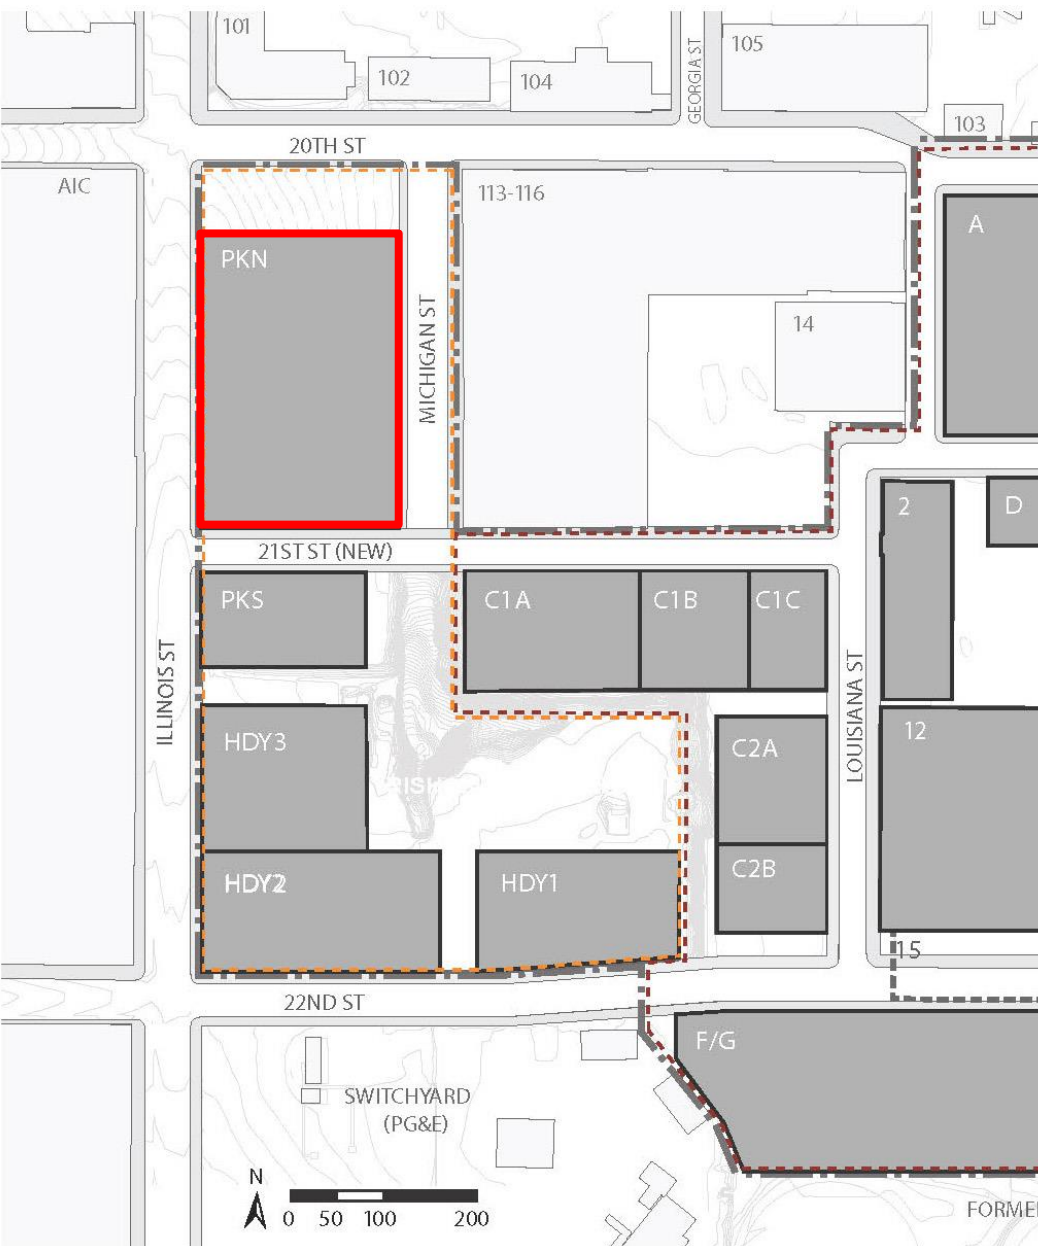 101
102
104
GEORGIA ST
105
103
20TH ST
AIC
113-116
A
PKN
MICHIGAN ST
14
2
D
21ST ST (NEW)
PKS
C1A
C1B
C1C
ILLINOIS ST
LOUISIANA ST
HDY3
C2A
12
HDY2
HDY1
C2B
15
22ND ST
F/G
SWITCHYARD
(PG&E)
N
0 50 100 200